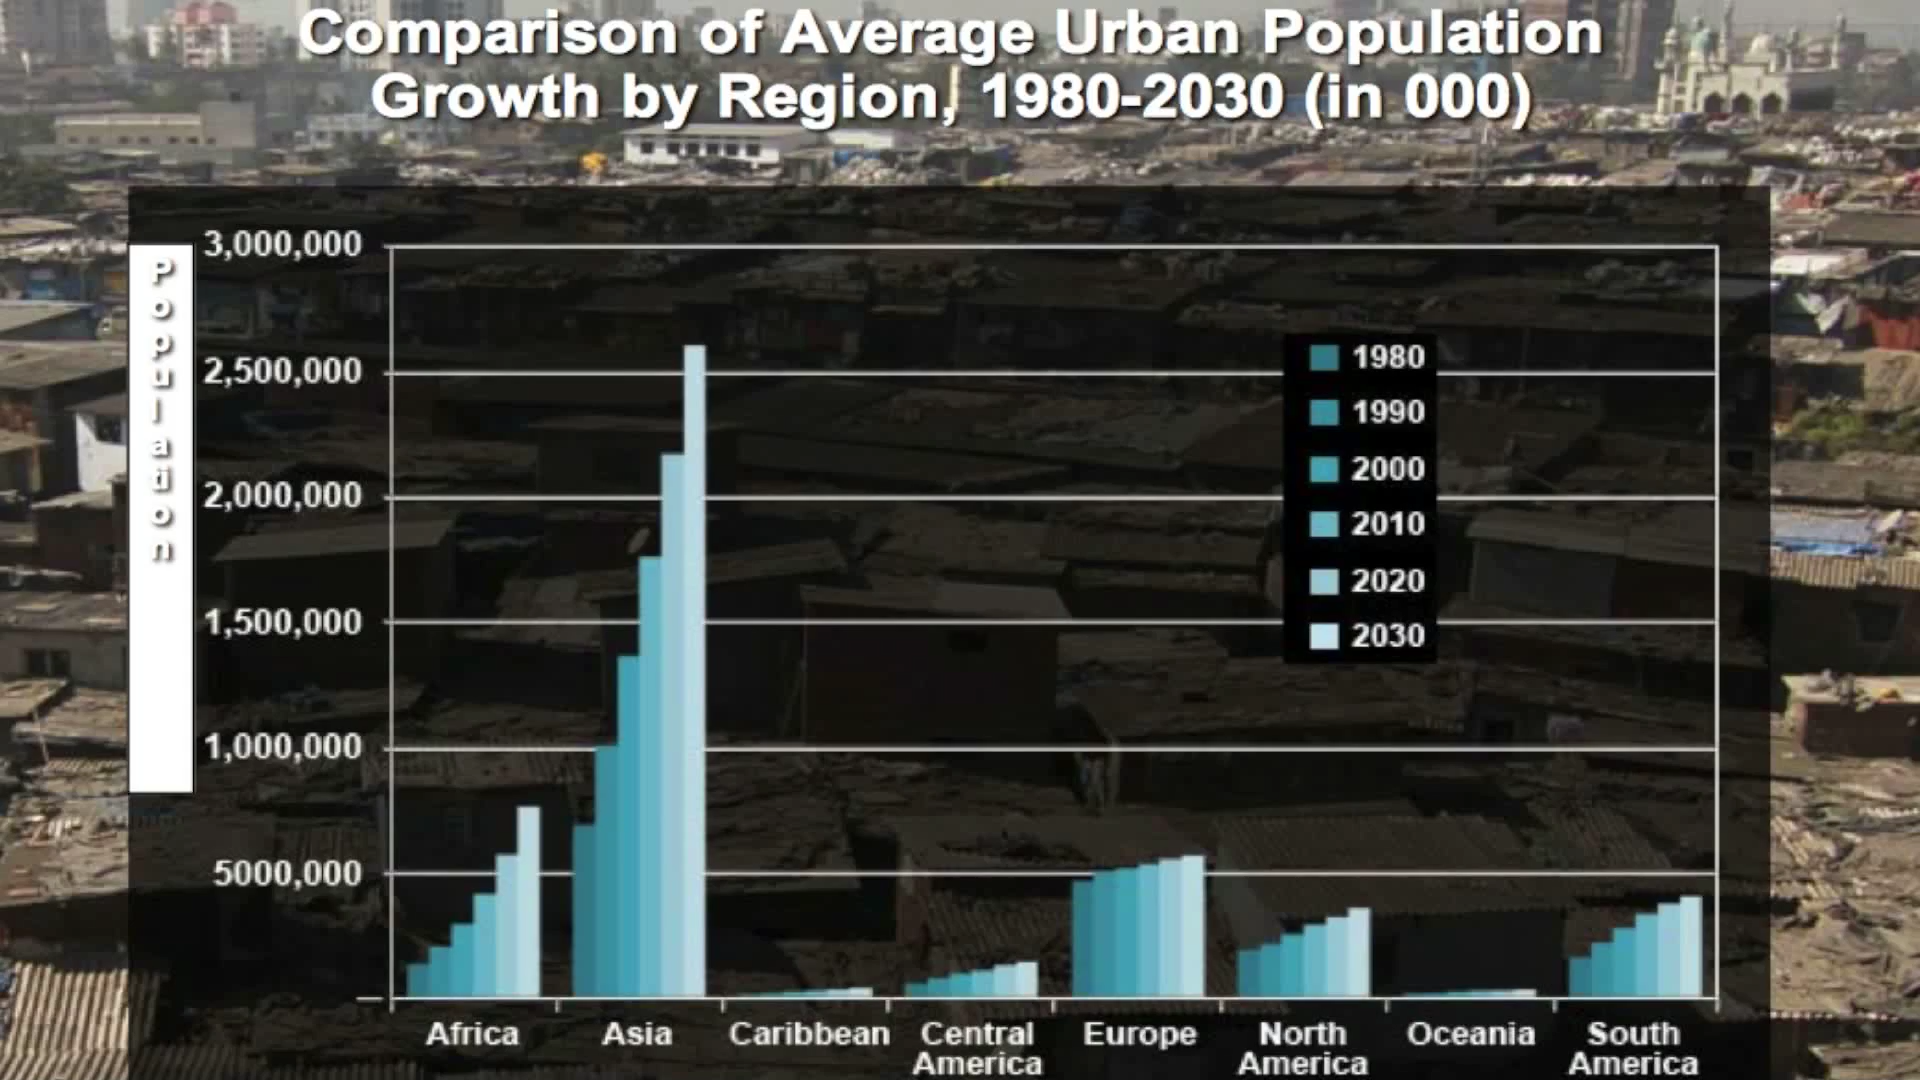 Comparison of Average Urban Population
Growth by Region, 1980-2030 (in 000)
Population
3,000,000
2,500,000
2,000,000
1,500,000
1,000,000
5000,000
–
1980
1990
2000
2010
2020
2030
Africa
Asia
Caribbean
Central
America
Europe
North
America
Oceania
South
America